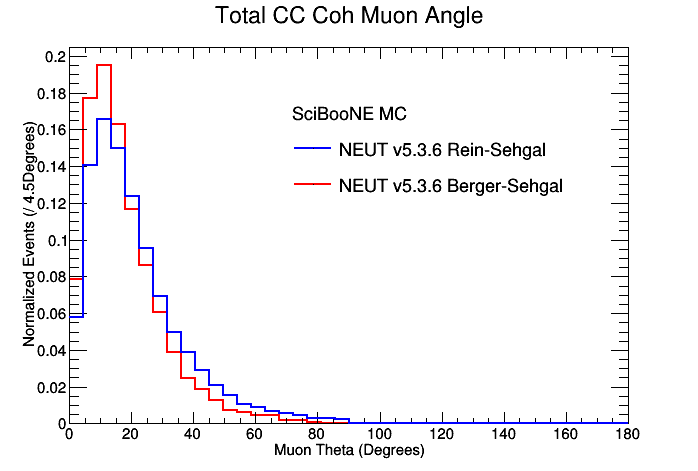 Total CC Coh Muon Angle
Normalized Events (/ 4.5Degrees)
0.2
0.18
0.16
0.14
0.12
0.1
0.08
0.06
0.04
0.02
0
SciBooNE MC
NEUT v5.3.6 Rein-Sehgal
NEUT v5.3.6 Berger-Sehgal
0 20 40 60 80 100 120 140 160 180
Muon Theta (Degrees)